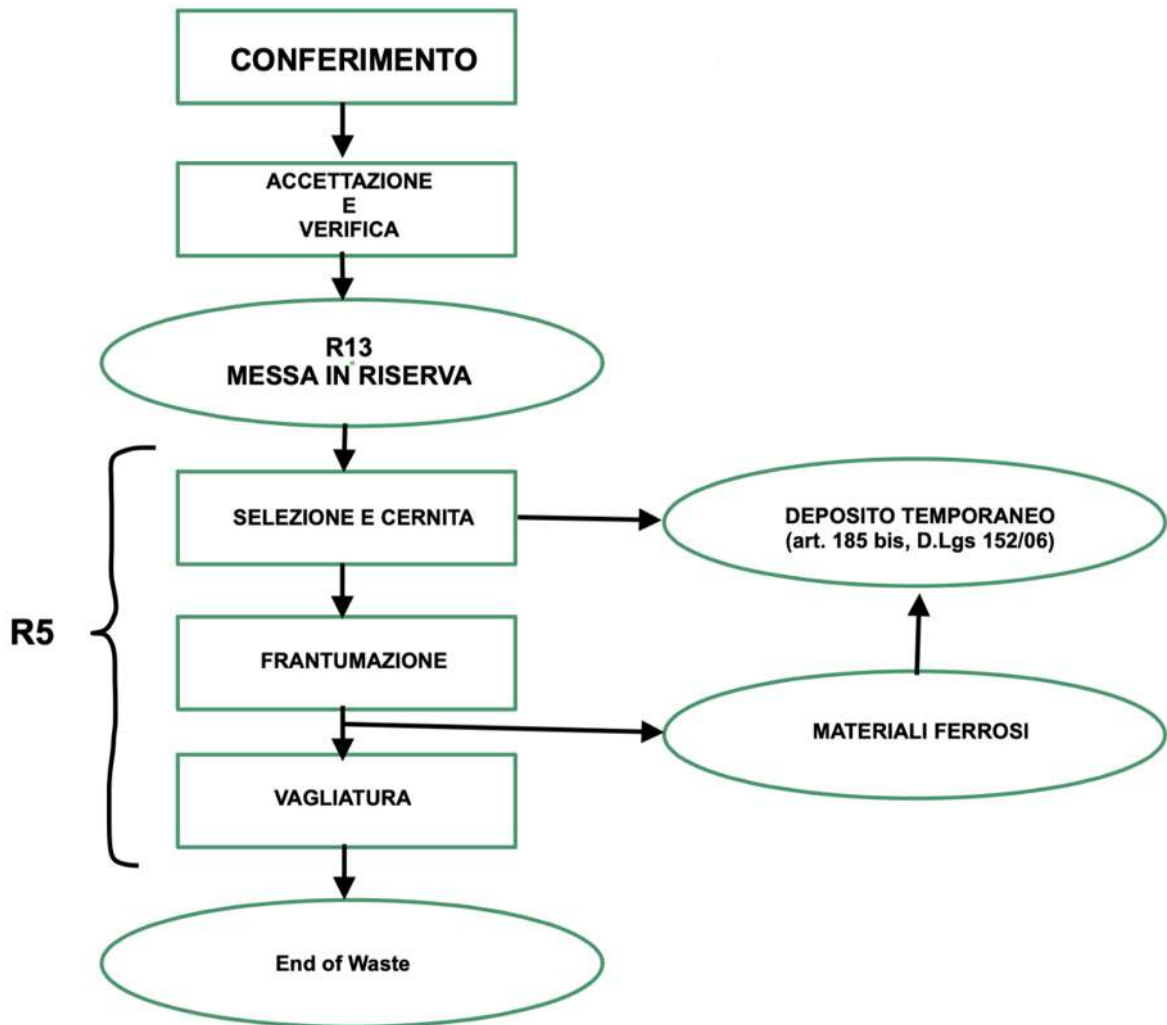 CONFERIMENTO
ACCETTAZIONE
E
VERIFICA
R13
MESSA IN RISERVA
SELEZIONE E CERNITA
DEPOSITO TEMPORANEO
(art. 185 bis, D.Lgs 152/06)
R5
FRANTUMAZIONE
MATERIALI FERROSI
VAGLIATURA
End of Waste